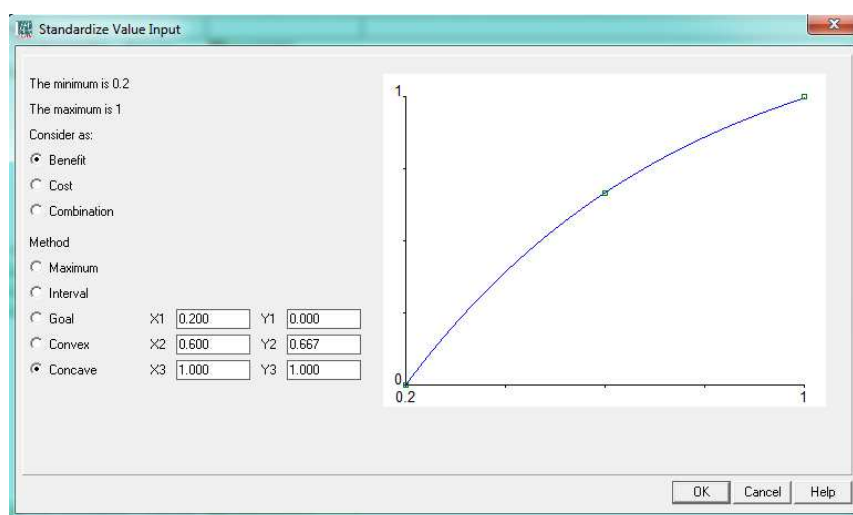 Standardize Value Input
The minimum is 0.2
The maximum is 1
Consider as:
Benefit
Cost
Combination
Method
Maximum
Interval
Goal X1 0.200 Y1 0.000
Convex X2 0.600 Y2 0.667
Concave X3 1.000 Y3 1.000
1
0
0.2 1
OK Cancel Help